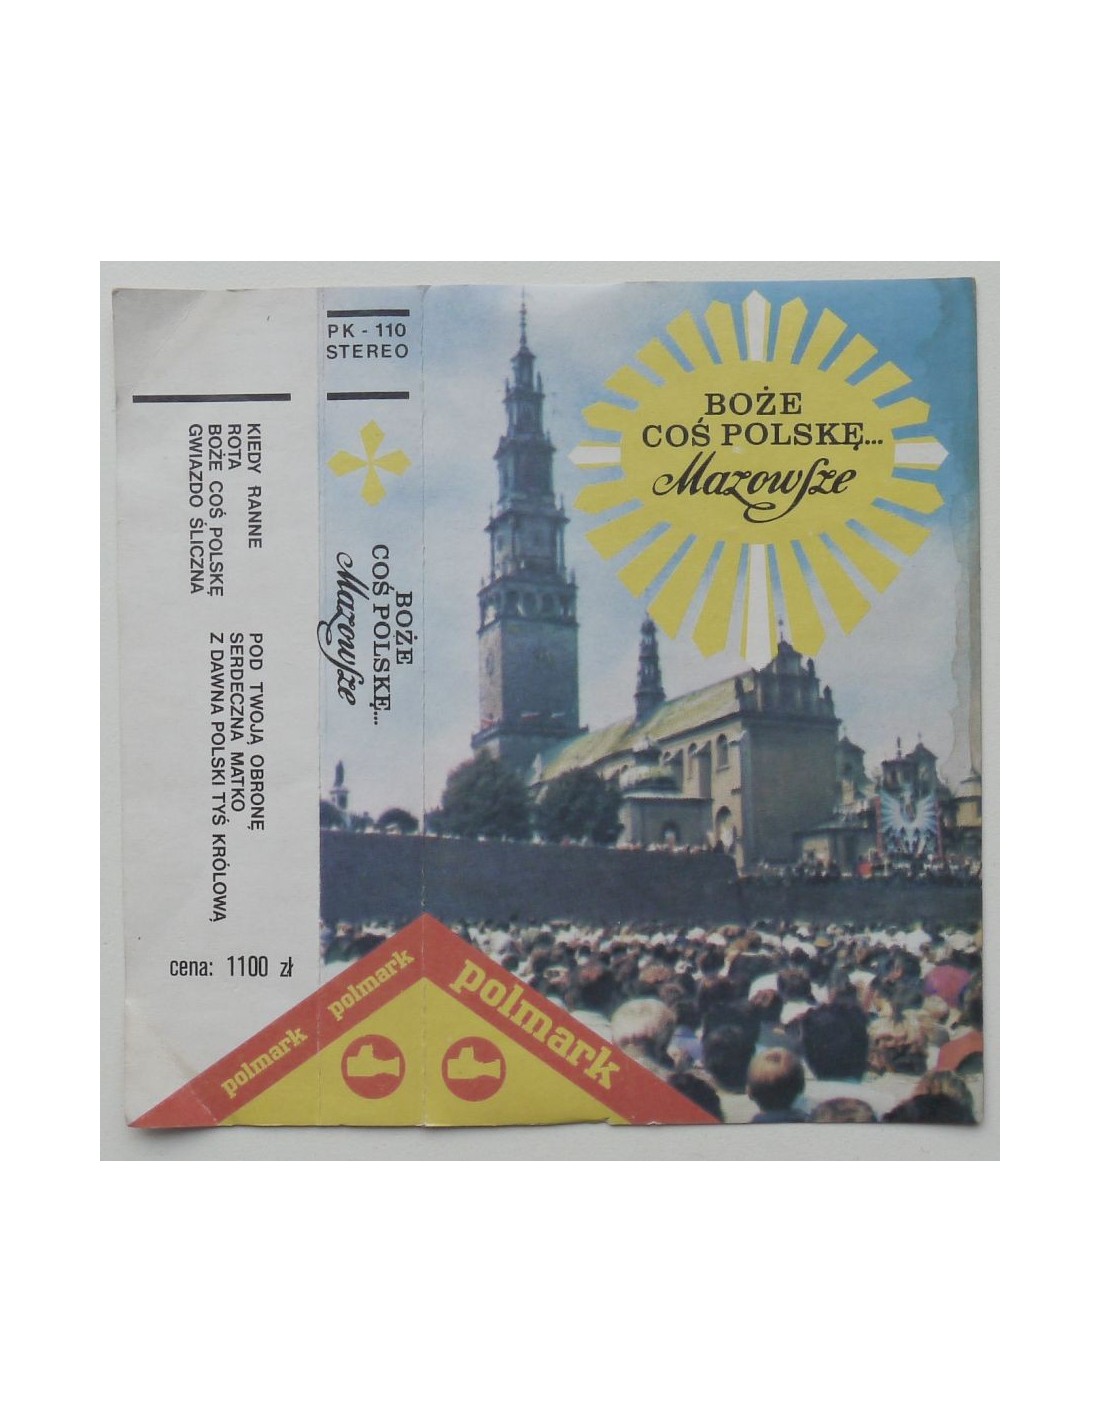 KIEDY RANNE
ROTA
BOŻE COŚ POLSKĘ
GWIAZDO ŚLICZNA
POD TWOJĄ OBRONĘ
SERDECZNA MATKO
Z DAWNA POLSKI TYŚ KRÓLOWĄ
cena: 1100 zł
PK - 110
STEREO
BOŻE
COŚ POLSKĘ...
Mazowsze
BOŻE
COŚ POLSKĘ...
Mazowsze
polmark
polmark
polmark